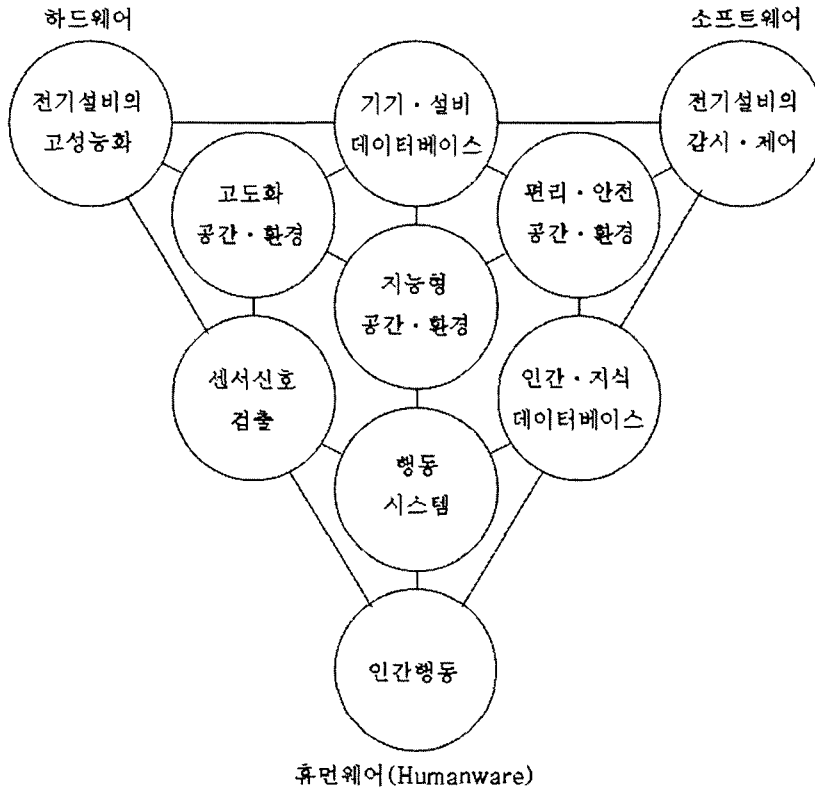 하드웨어
소프트웨어
전기설비의
고성능화
기기·설비
데이터베이스
전기설비의
감시·제어
고도화
공간·환경
편리·안전
공간·환경
지능형
공간·환경
센서신호
검출
인간·지식
데이터베이스
행동
시스템
인간행동
휴먼웨어(Humanware)